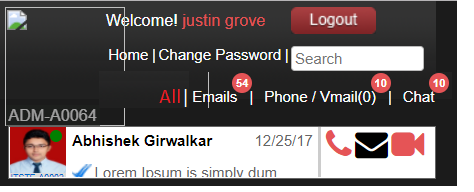 Welcome! justin grove Logout
Home | Change Password | Search
ADM-A0064
All | Emails 54 | Phone / Vmail(0) 10 | Chat 10
Abhishek Girwalkar 12/25/17
Lorem Ipsum is simply dum